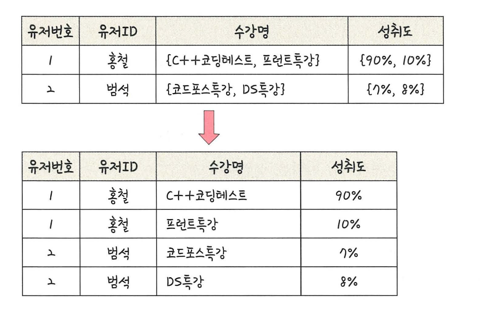 유저번호 유저ID 수강명 성취도
1 홍철 {C++코딩테스트, 프런트특강} {90%, 10%}
2 범석 {코드포스특강, DS특강} {7%, 8%}
유저번호 유저ID 수강명 성취도
1 홍철 C++코딩테스트 90%
1 홍철 프런트특강 10%
2 범석 코드포스특강 7%
2 범석 DS특강 8%